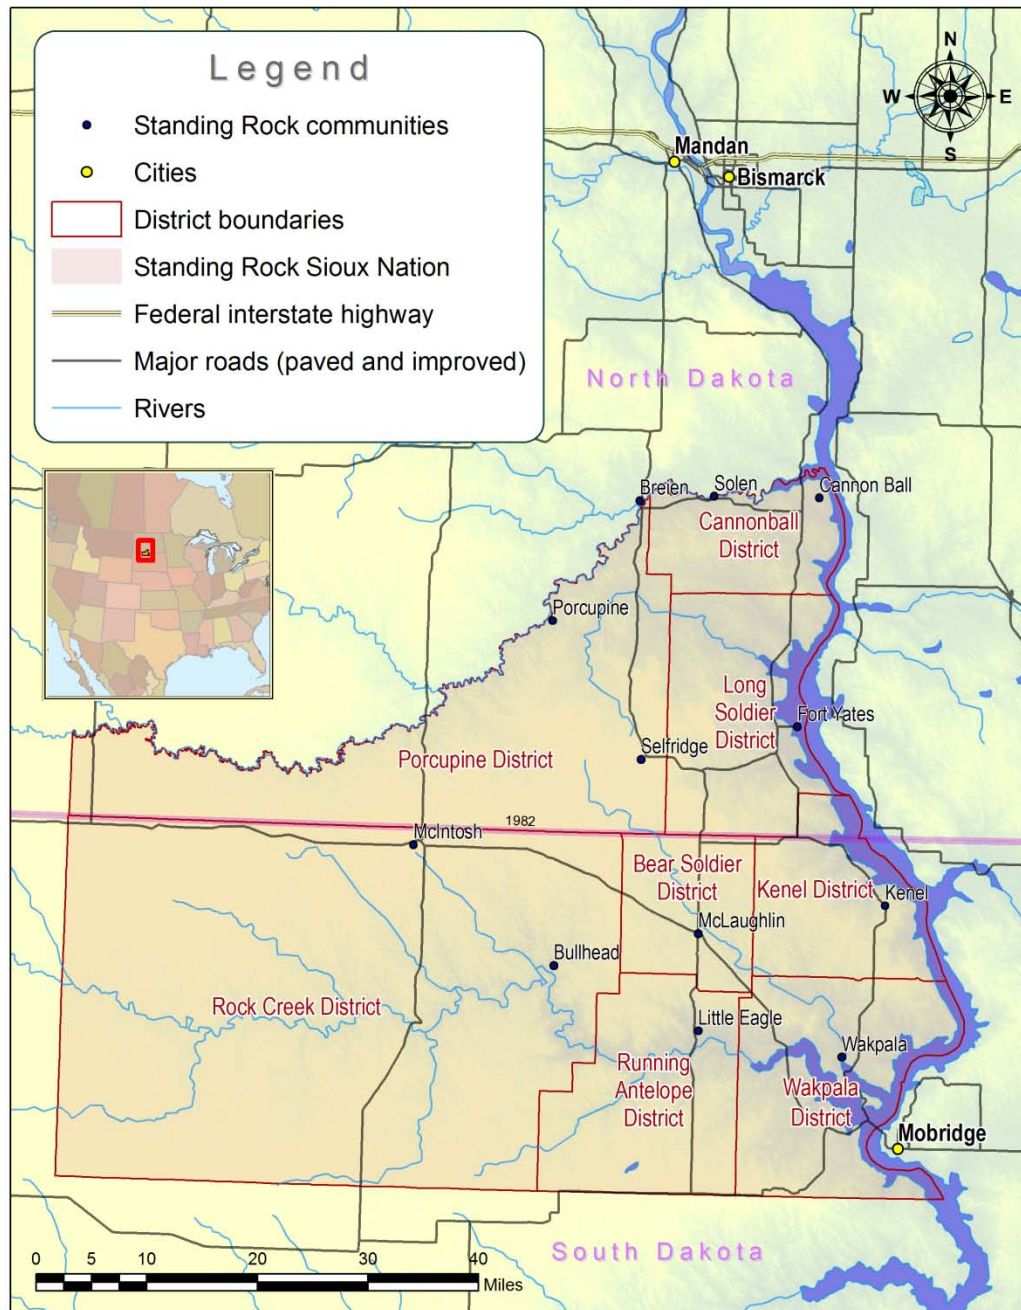 Legend
Standing Rock communities
Cities
District boundaries
Standing Rock Sioux Nation
Federal interstate highway
Major roads (paved and improved)
Rivers
N
W
E
S
Mandan
Bismarck
North Dakota
Breien
Solen
Cannon Ball
Cannonball
District
Porcupine
Long
Soldier
District
Fort Yates
Selfridge
Porcupine District
1982
McIntosh
Bear Soldier
District
Kenel District
Kenel
McLaughlin
Bullhead
Rock Creek District
Little Eagle
Running
Antelope
District
Wakpala
Wakpala
District
Mobridge
South Dakota
0 5 10 20 30 40
Miles